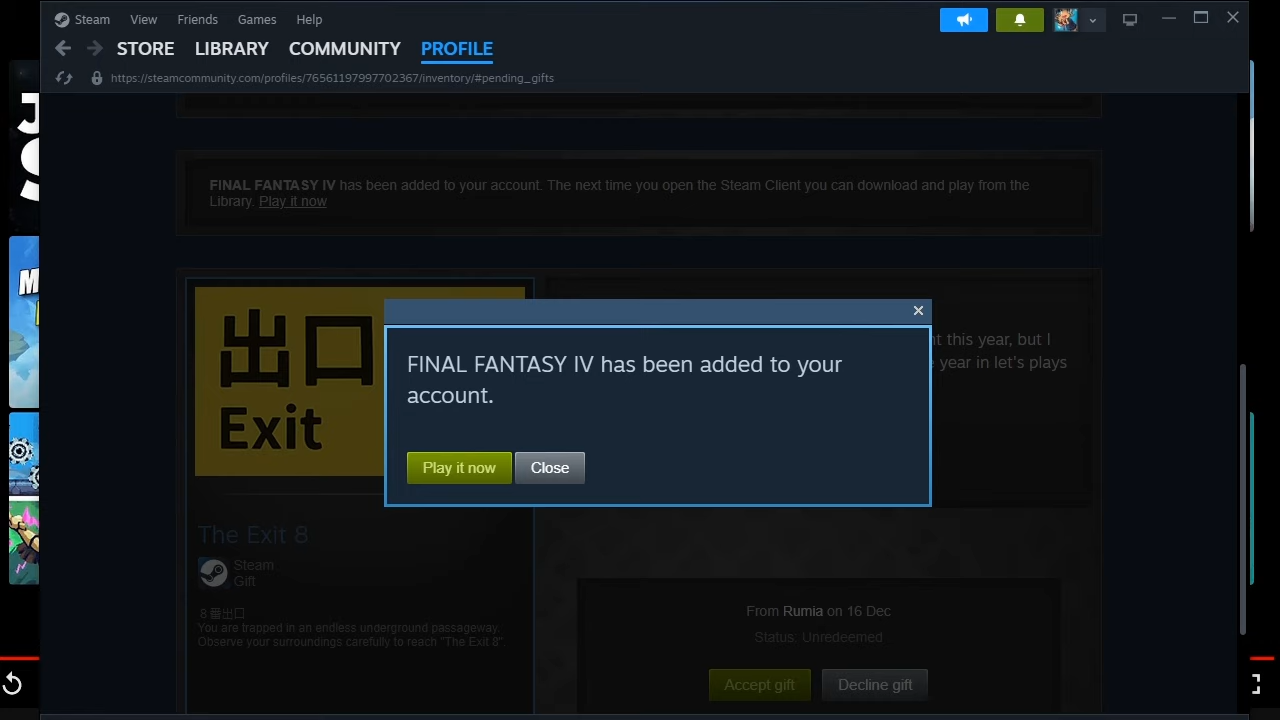 Steam View Friends Games Help
STORE LIBRARY COMMUNITY PROFILE
https://steamcommunity.com/profiles/76561197997702367/inventory/#pending_gifts
FINAL FANTASY IV has been added to your account. The next time you open the Steam Client you can download and play from the
Library. Play it now
出口
Exit
FINAL FANTASY IV has been added to your
account.
Play it now Close
this year, but I
year in let's plays
The Exit 8
Steam
Gift
8番出口
You are trapped in an endless underground passageway.
Observe your surroundings carefully to reach "The Exit 8".
From Rumia on 16 Dec
Status: Unredeemed
Accept gift Decline gift